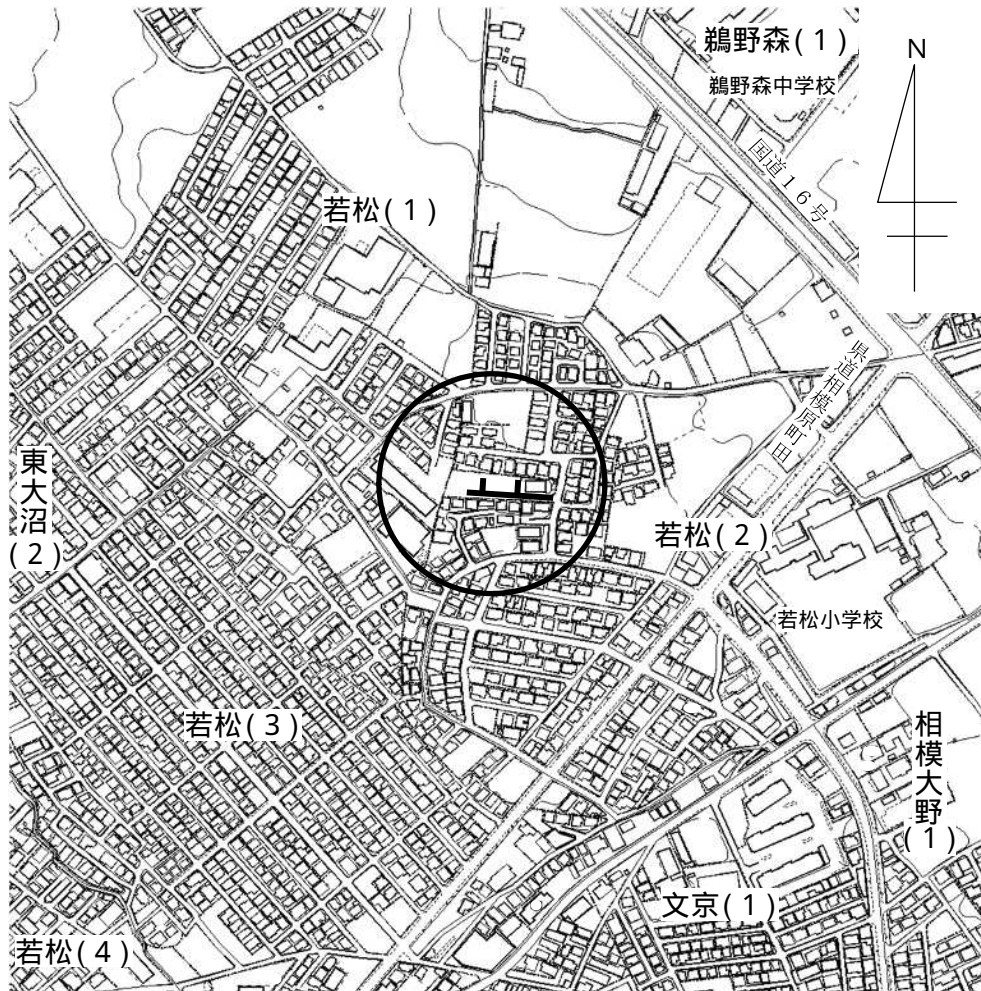 鵜野森(1)
鵜野森中学校
N
国道16号
若松(1)
県道相模原町田
東大沼(2)
若松(2)
若松小学校
若松(3)
相模大野(1)
文京(1)
若松(4)